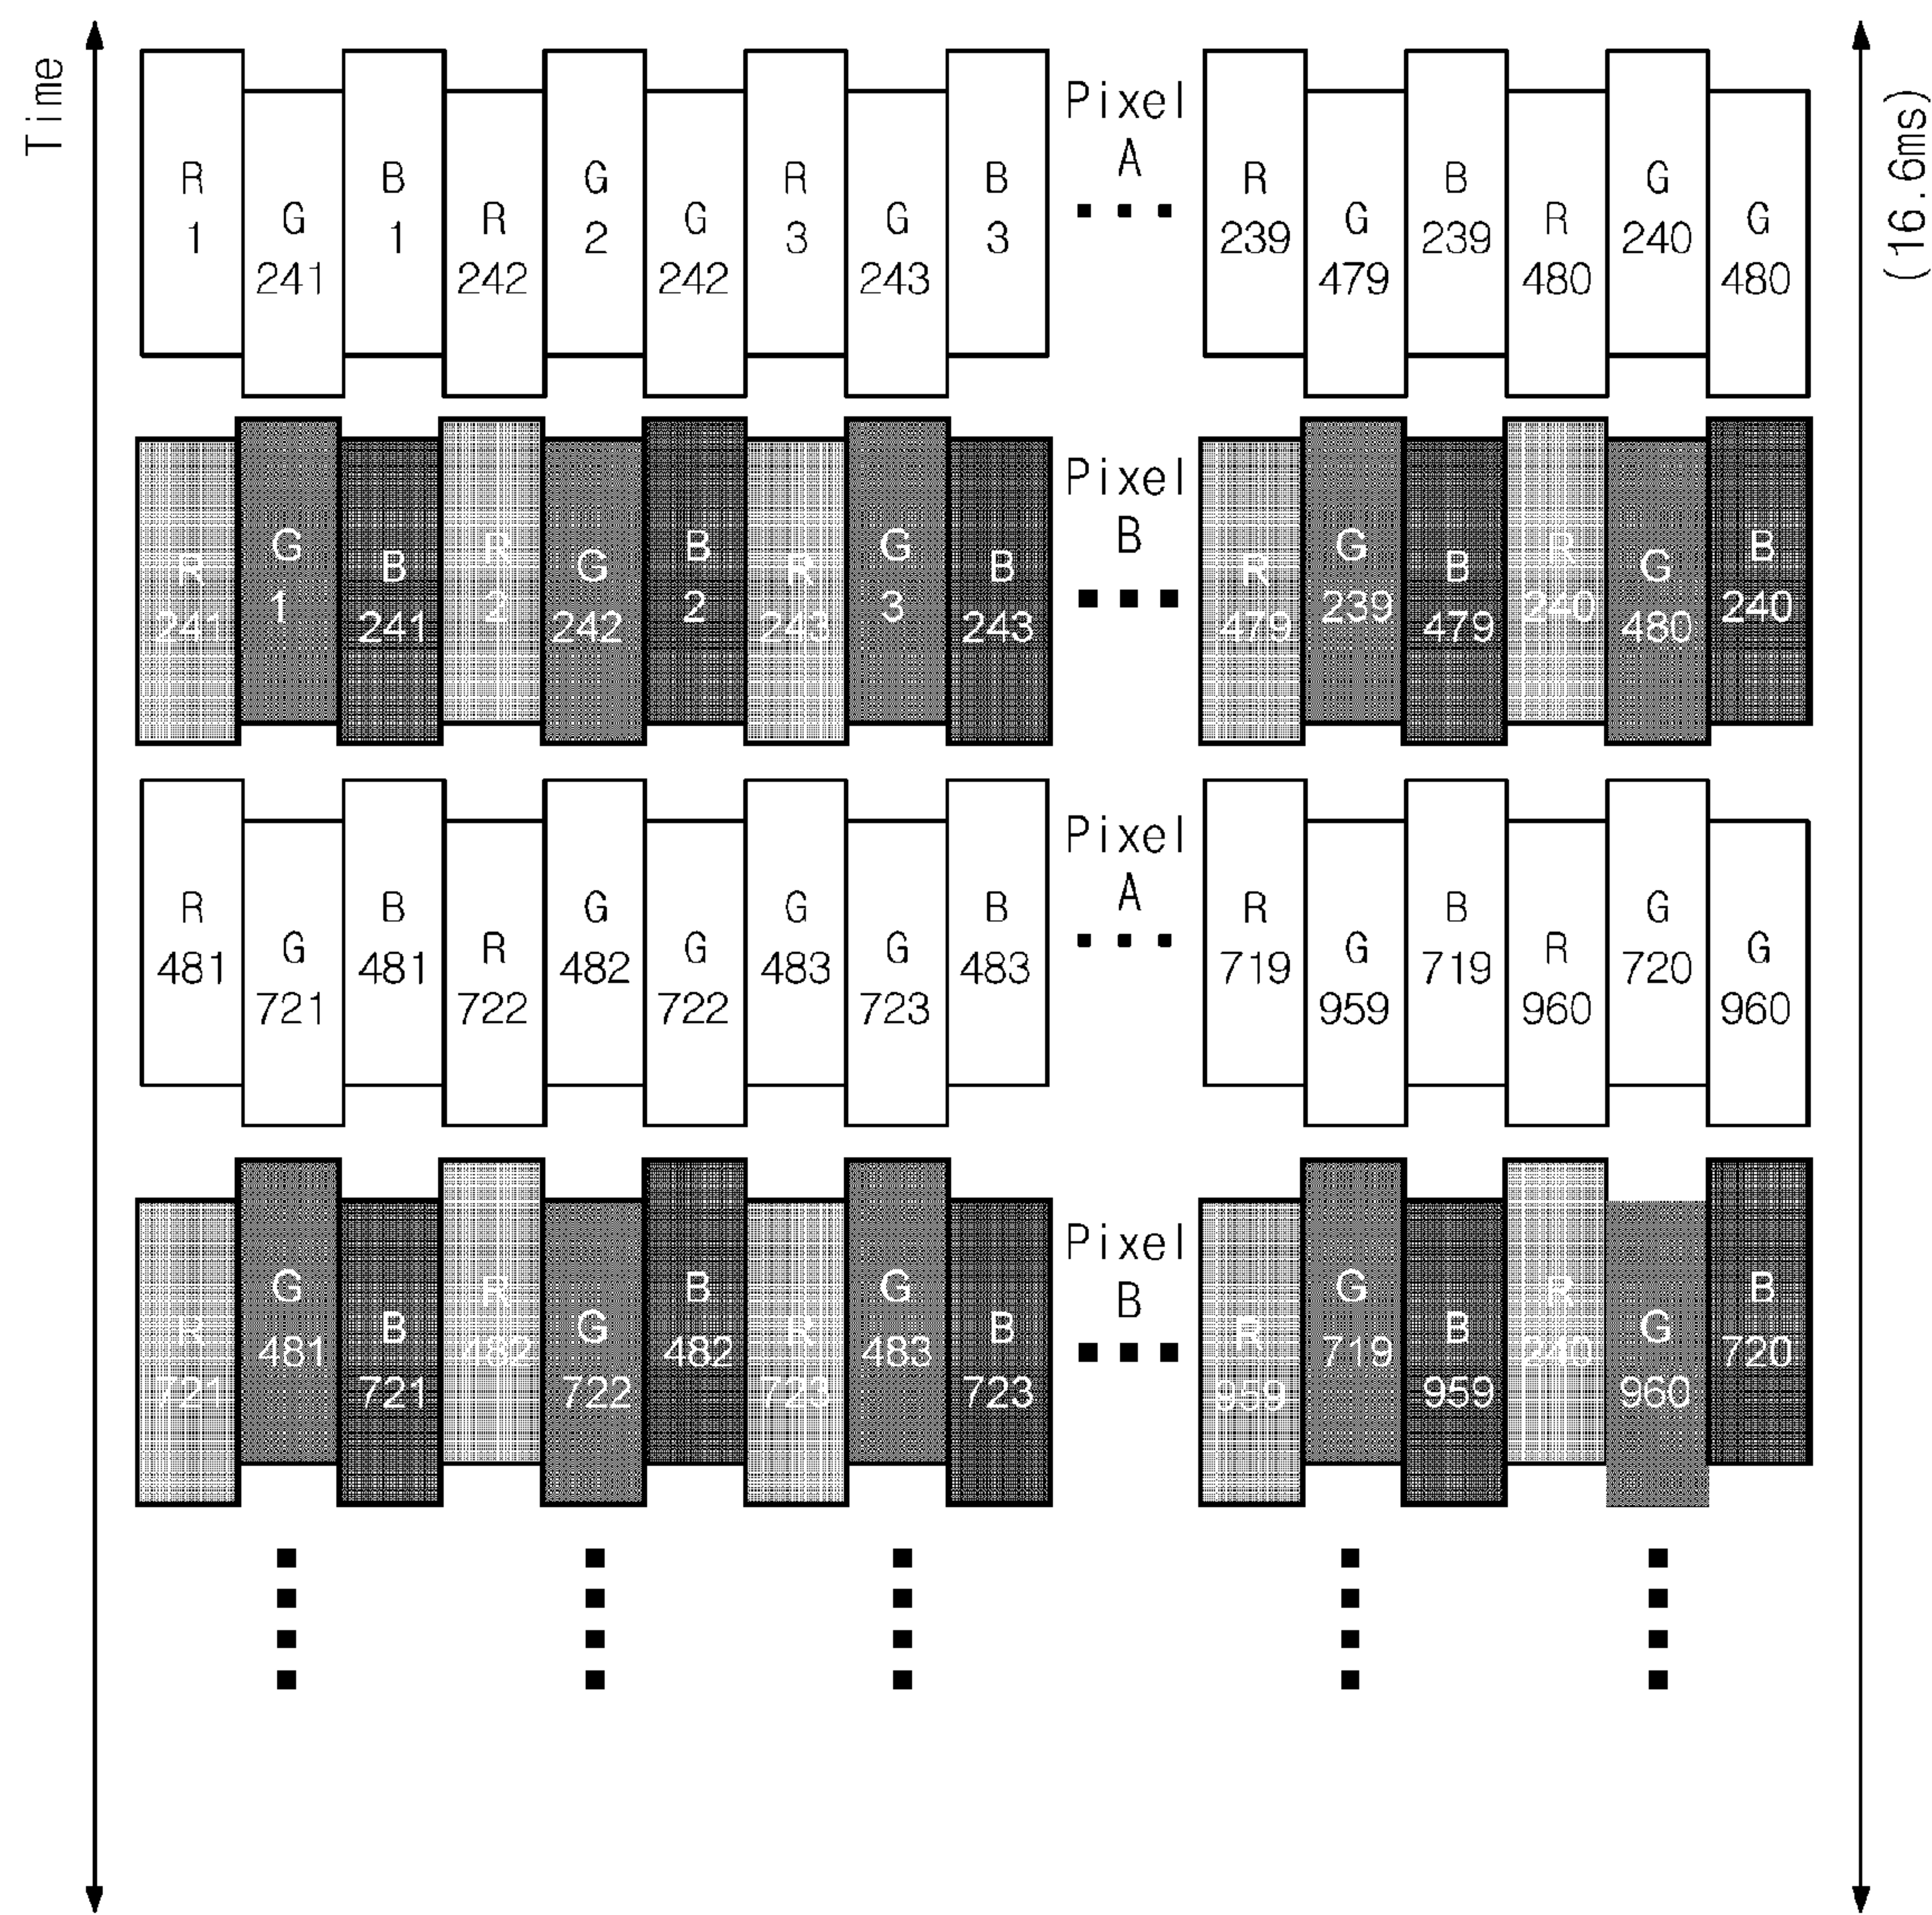 Time
(16.6ms)
R 1
G 241
B 1
R 242
G 2
G 242
R 3
G 243
B 3
Pixel A
R 239
G 479
B 239
R 480
G 240
G 480
R 241
G 1
B 241
R 2
G 242
B 2
R 243
G 3
B 243
Pixel B
R 479
G 239
B 479
R 240
G 480
B 240
R 481
G 721
B 481
R 722
G 482
G 722
G 483
G 723
B 483
Pixel A
R 719
G 959
B 719
R 960
G 720
G 960
R 721
G 481
B 721
R 482
G 722
B 482
R 723
G 483
B 723
Pixel B
R 959
G 719
B 959
R 240
G 960
B 720